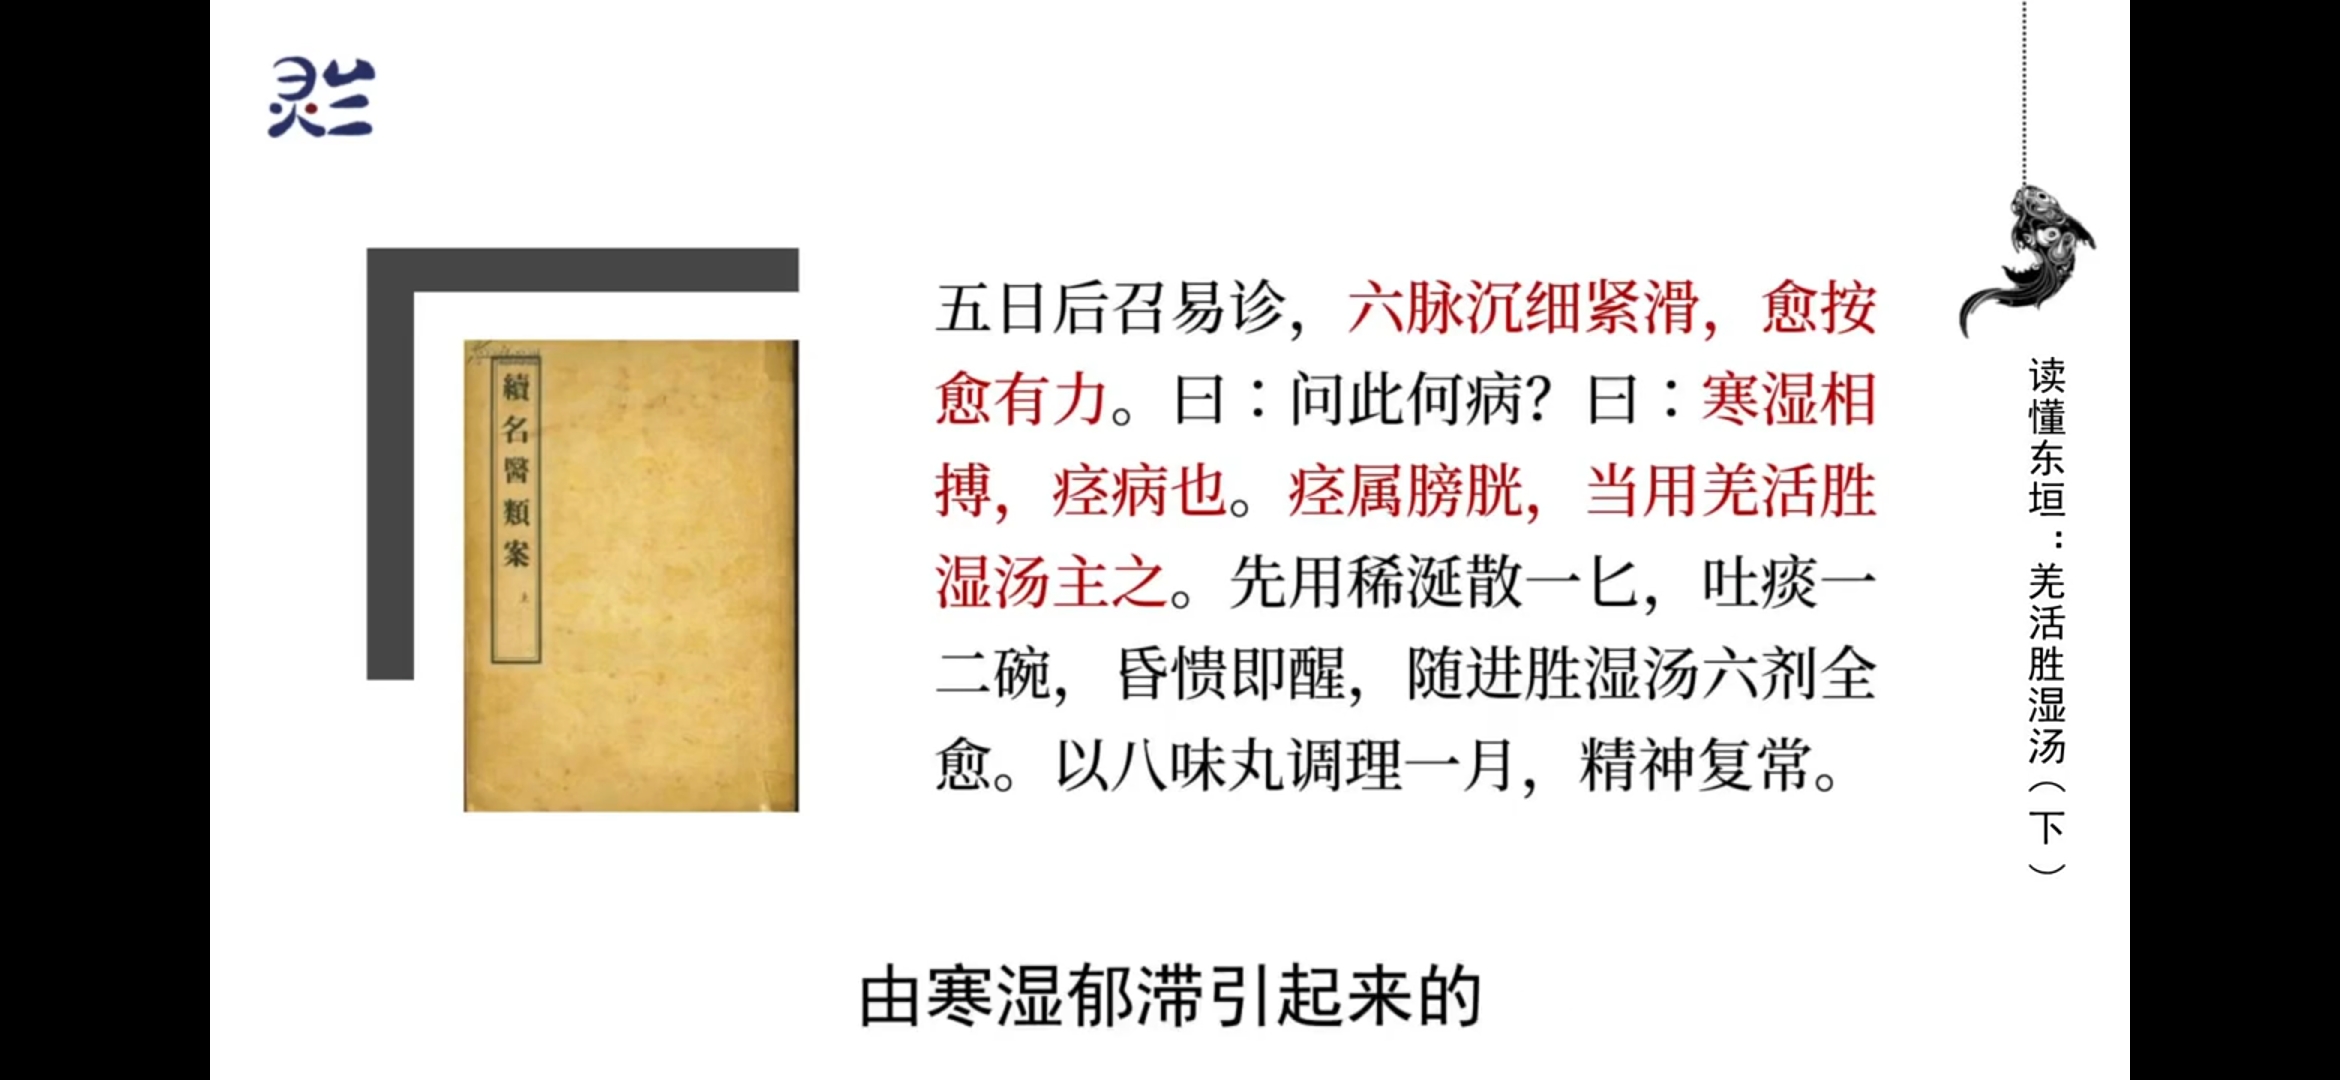 灵兰
續名醫類案
上
五日后召易诊，六脉沉细紧滑，愈按
愈有力。曰：问此何病？曰：寒湿相
搏，痉病也。痉属膀胱，当用羌活胜
湿汤主之。先用稀涎散一匕，吐痰一
二碗，昏愦即醒，随进胜湿汤六剂全
愈。以八味丸调理一月，精神复常。
读懂东垣：羌活胜湿汤（下）
由寒湿郁滞引起来的